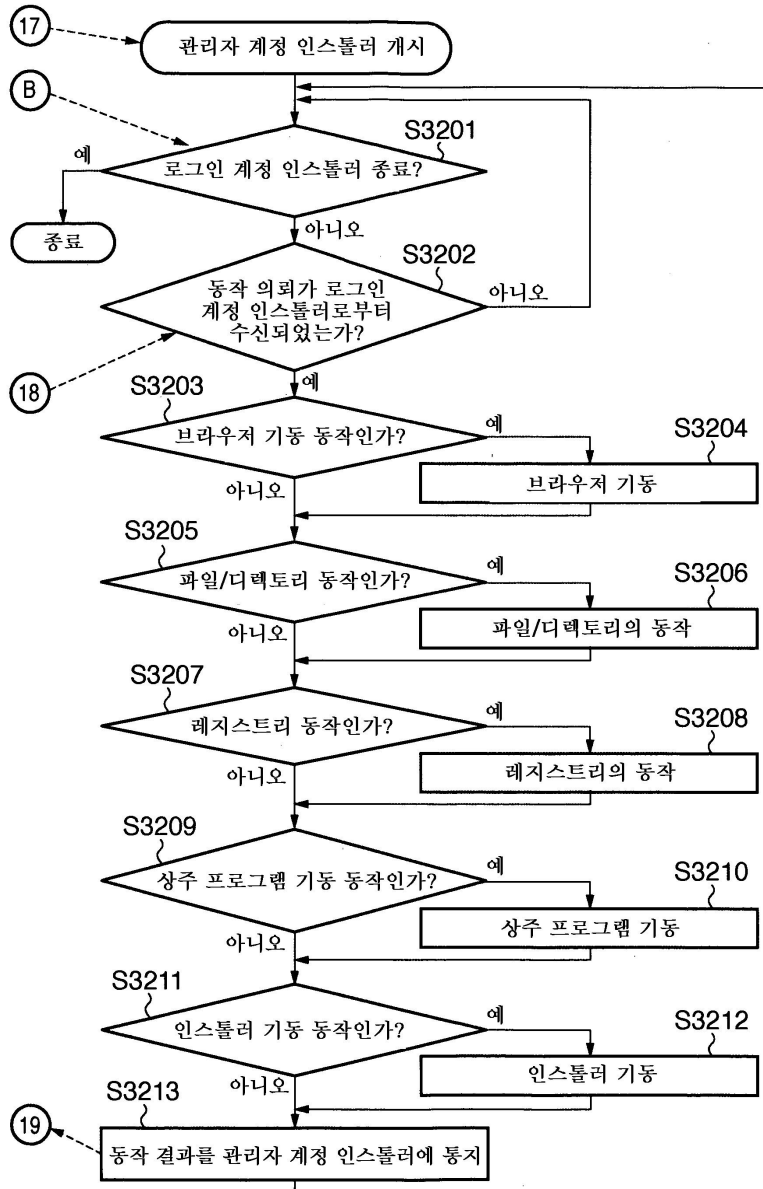 17
관리자 계정 인스톨러 개시
B
S3201
예
로그인 계정 인스톨러 종료?
종료
아니오
S3202
동작 의뢰가 로그인
계정 인스톨러로부터
수신되었는가?
아니오
18
예
S3203
브라우저 기동 동작인가?
예
S3204
브라우저 기동
아니오
S3205
파일/디렉토리 동작인가?
예
S3206
파일/디렉토리의 동작
아니오
S3207
레지스트리 동작인가?
예
S3208
레지스트리의 동작
아니오
S3209
상주 프로그램 기동 동작인가?
예
S3210
상주 프로그램 기동
아니오
S3211
인스톨러 기동 동작인가?
예
S3212
인스톨러 기동
아니오
S3213
19
동작 결과를 관리자 계정 인스톨러에 통지